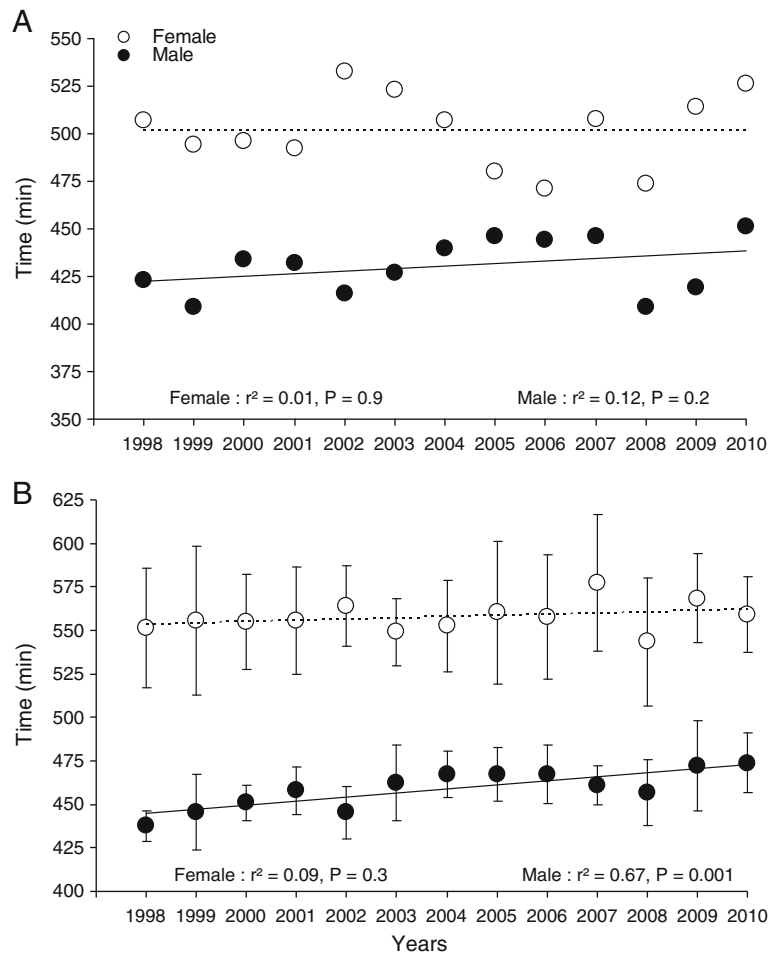 A
Female
Male
Time (min)
550
525
500
475
450
425
400
375
350
Female : r² = 0.01, P = 0.9 Male : r² = 0.12, P = 0.2
1998 1999 2000 2001 2002 2003 2004 2005 2006 2007 2008 2009 2010
B
Time (min)
625
600
575
550
525
500
475
450
425
400
Female : r² = 0.09, P = 0.3 Male : r² = 0.67, P = 0.001
1998 1999 2000 2001 2002 2003 2004 2005 2006 2007 2008 2009 2010
Years